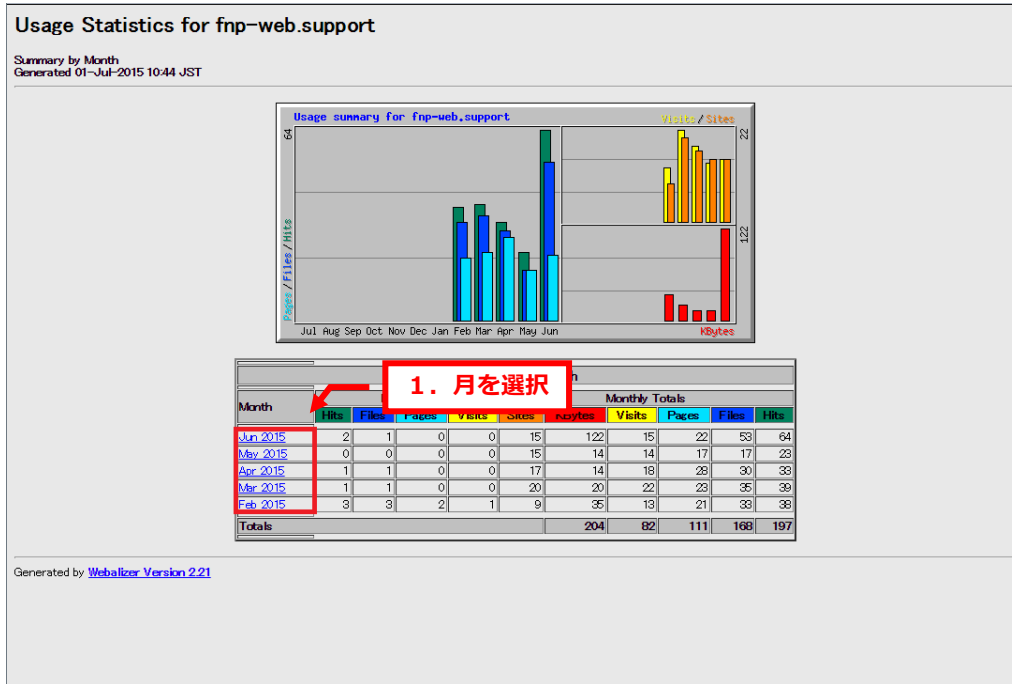 Usage Statistics for fnp-web.support
Summary by Month
Generated 01-Jul-2015 10:44 JST
Usage summary for fnp-web.support
Visits / Sites
64
22
Pages / Files / Hits
122
Jul Aug Sep Oct Nov Dec Jan Feb Mar Apr May Jun
KBytes
1. 月を選択
Month
Monthly Totals
Hits Files Pages Visits Sites KBytes Visits Pages Files Hits
Jun 2015 2 1 0 0 15 122 15 22 53 64
May 2015 0 0 0 0 15 14 14 17 17 23
Apr 2015 1 1 0 0 17 14 18 28 30 33
Mar 2015 1 1 0 0 20 20 22 23 35 39
Feb 2015 3 3 2 1 9 35 13 21 33 38
Totals 204 82 111 168 197
Generated by Webalizer Version 2.21